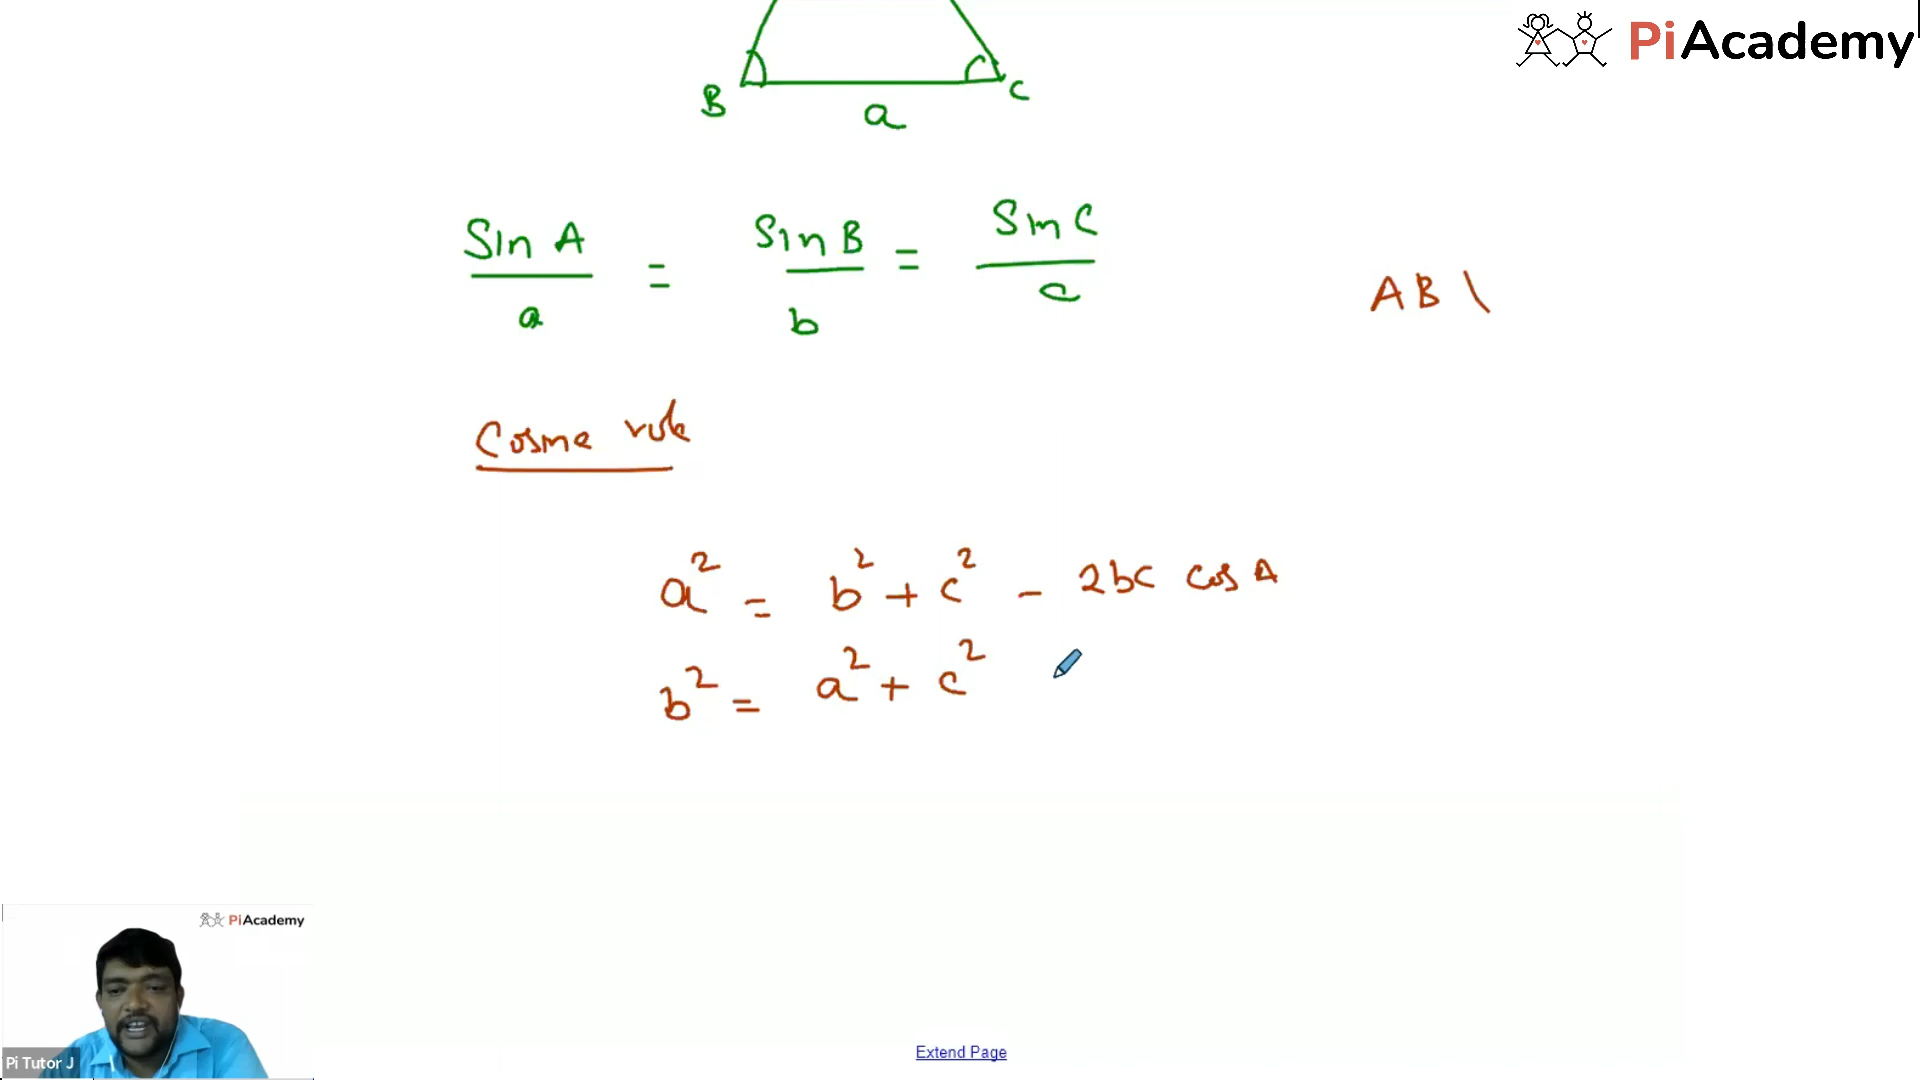 PiAcademy
B
C
a
Sin A / a = Sin B / b = Sin C / c
A B \
Cosine rule
a² = b² + c² - 2bc cos A
b² = a² + c²
PiAcademy
Pi Tutor J
Extend Page